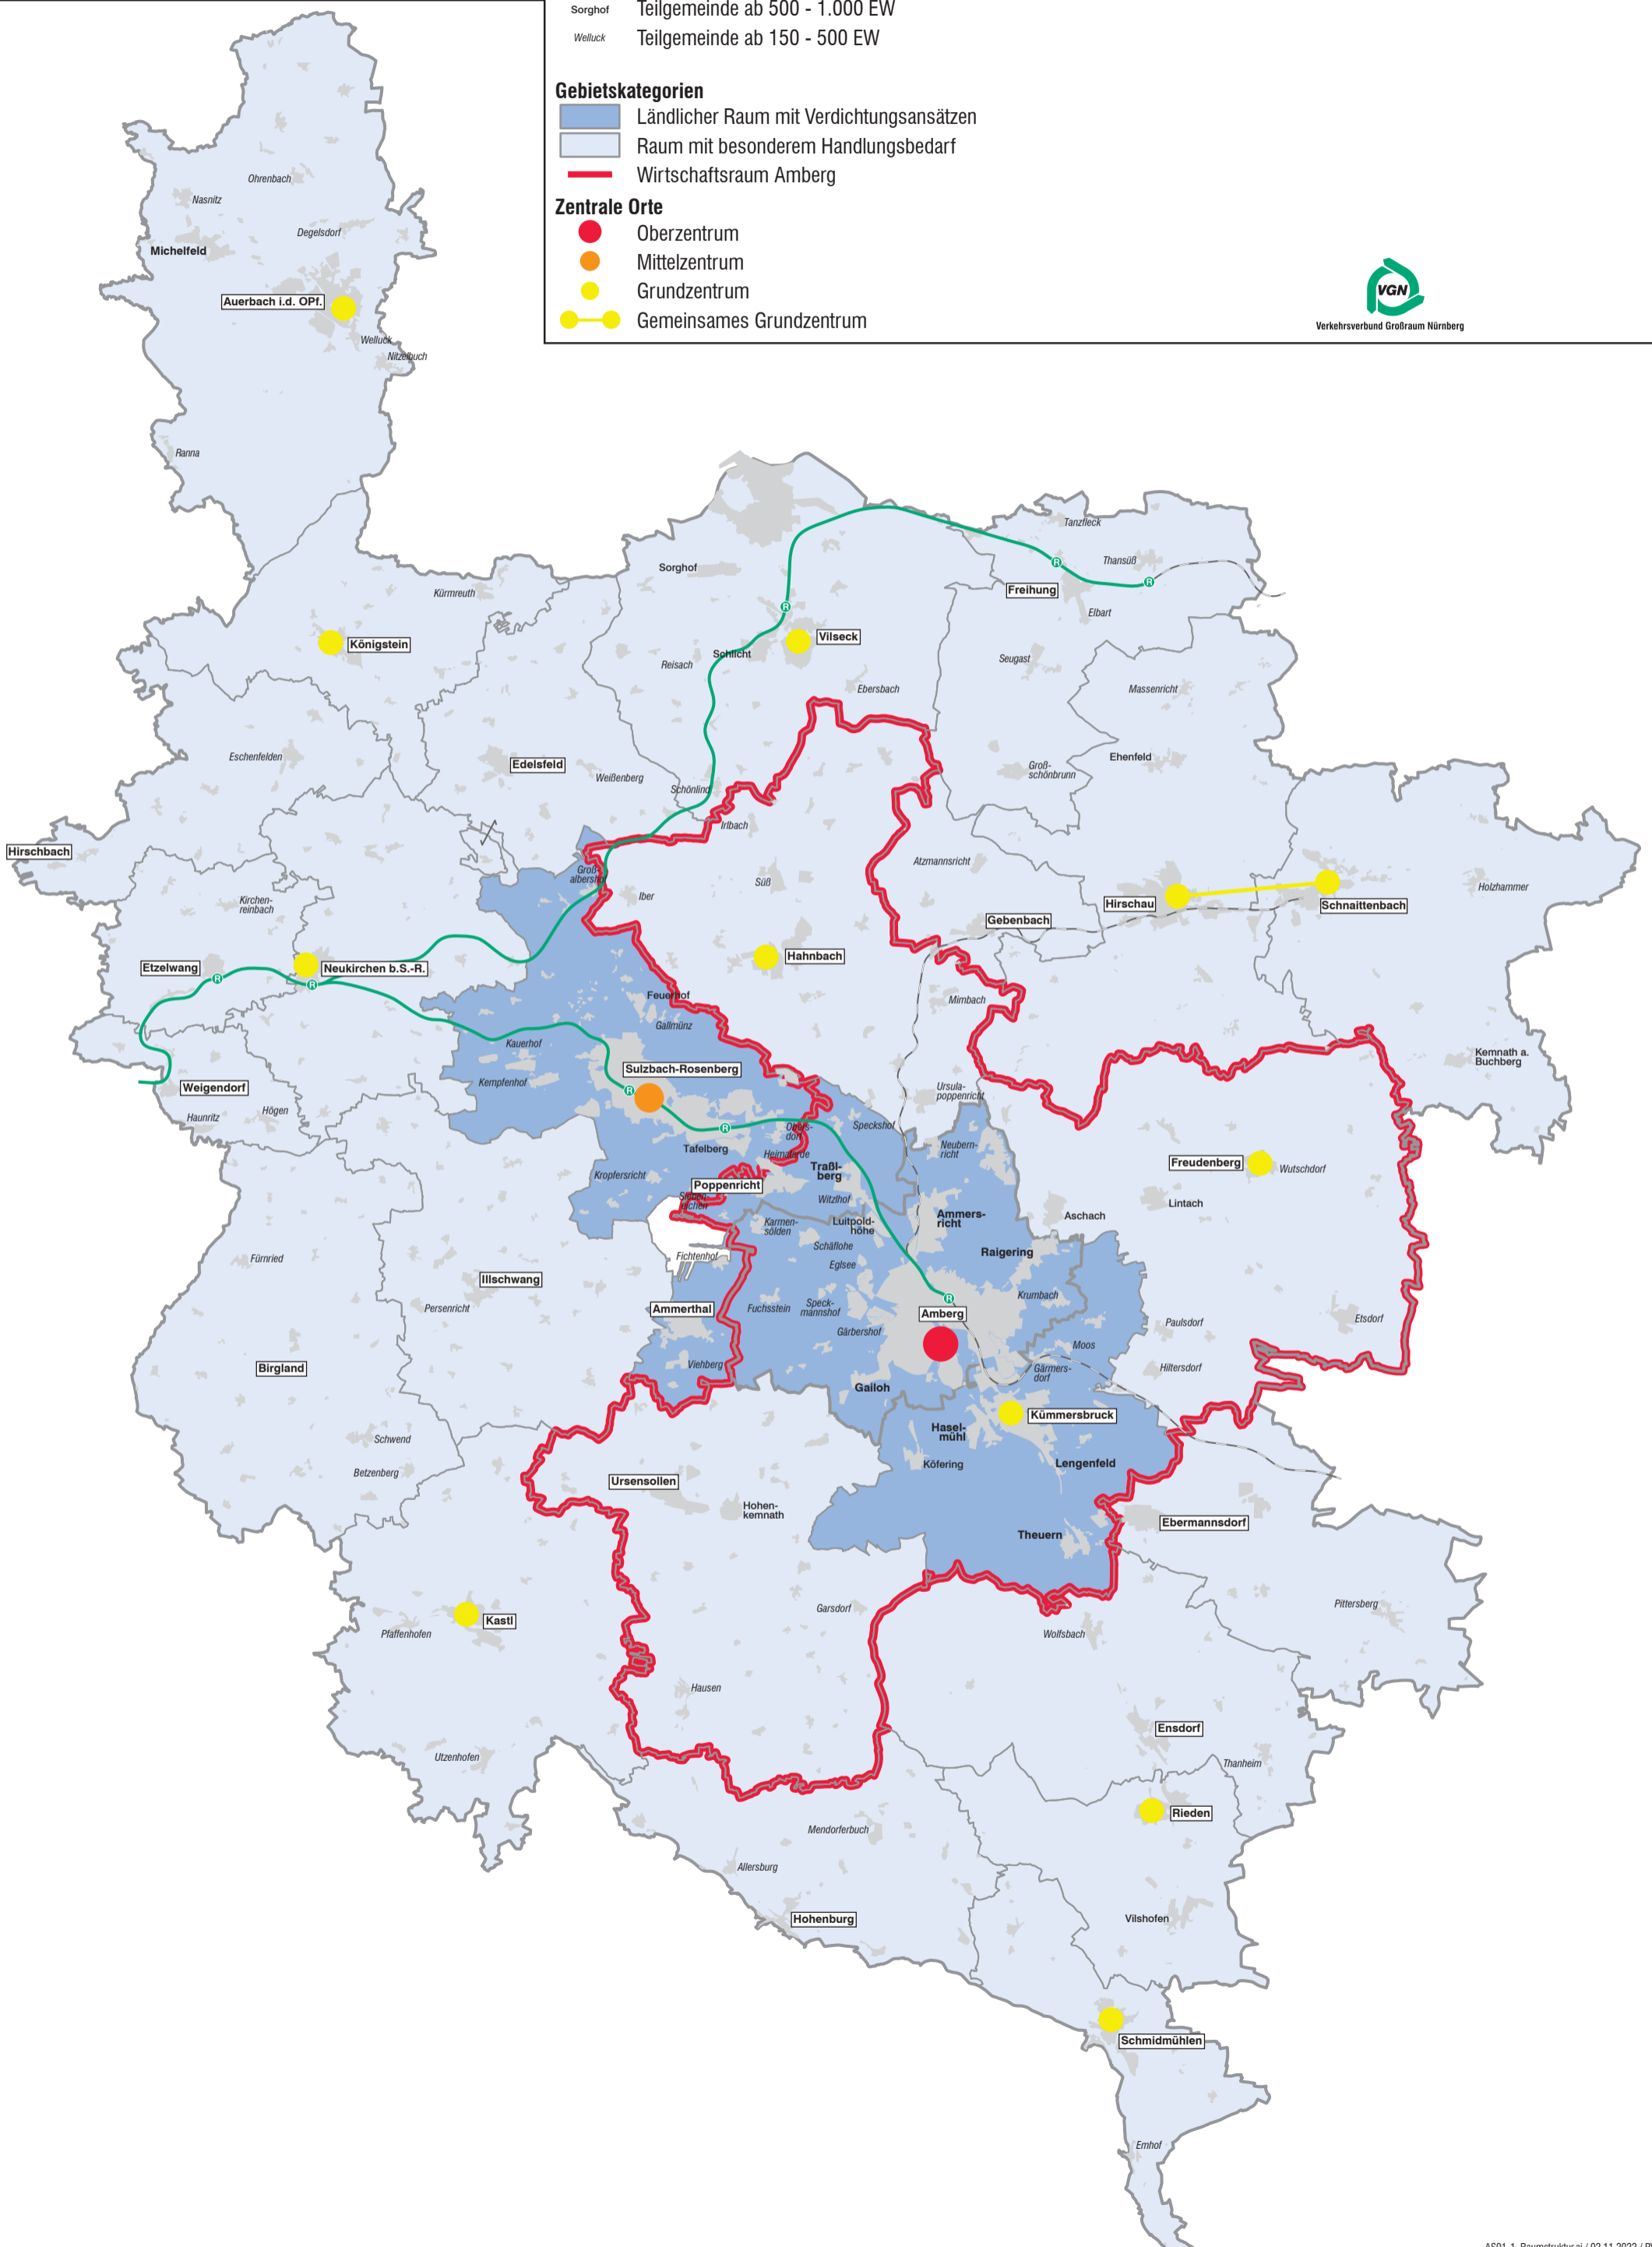 Sorghof Teilgemeinde ab 500 - 1.000 EW
Welluck Teilgemeinde ab 150 - 500 EW
Gebietskategorien
Ländlicher Raum mit Verdichtungsansätzen
Raum mit besonderem Handlungsbedarf
Wirtschaftsraum Amberg
Zentrale Orte
Oberzentrum
Mittelzentrum
Grundzentrum
Gemeinsames Grundzentrum
VGN
Verkehrsverbund Großraum Nürnberg
Ohrenbach
Nasnitz
Degelsdorf
Michelfeld
Auerbach i.d. OPf.
Welluck
Nitzelbuch
Ranna
Tanzfleck
Thansüß
Sorghof
R
R
Freihung
Kürmreuth
R
Elbart
Königstein
Vilseck
Schlicht
Reisach
Seugast
Ebersbach
Massenricht
Eschenfelden
Edelsfeld
Weißenberg
Ehenfeld
Groß-
schönbrunn
Schönlind
Irlbach
Hirschbach
Atzmannsricht
Groß-
albershof
Süß
Iber
Holzhammer
Kirchen-
reinbach
Hirschau
Schnaittenbach
Gebenbach
Hahnbach
Etzelwang
Neukirchen b.S.-R.
R
R
Feuerhof
Mimbach
Gallmünz
Kauerhof
Kemnath a.
Buchberg
Sulzbach-Rosenberg
Kempfenhof
Weigendorf
R
Ursula-
poppenricht
Haunritz
Högen
R
Obers-
dorf
Speckshof
Tafelberg
Heimaterde
Neubern-
richt
Freudenberg
Wutschdorf
Kropfersricht
Traßl-
berg
Poppenricht
Siebeneichen
Witzlhof
Lintach
Karmen-
sölden
Luitpold-
höhe
Ammers-
richt
Aschach
Schäflohe
Raigering
Fichtenhof
Eglsee
Fürnried
Illschwang
Persenricht
Ammerthal
Fuchsstein
Speck-
mannshof
R
Krumbach
Amberg
Gärbershof
Paulsdorf
Etsdorf
Moos
Viehberg
Birgland
Gärmers-
dorf
Hiltersdorf
Gailoh
Kümmersbruck
Hasel-
mühl
Schwend
Köfering
Lengenfeld
Betzenberg
Ursensollen
Hohen-
kemnath
Ebermannsdorf
Theuern
Pittersberg
Garsdorf
Kastl
Pfaffenhofen
Wolfsbach
Hausen
Ensdorf
Utzenhofen
Thanheim
Rieden
Mendorferbuch
Allersburg
Hohenburg
Vilshofen
Schmidmühlen
Emhof